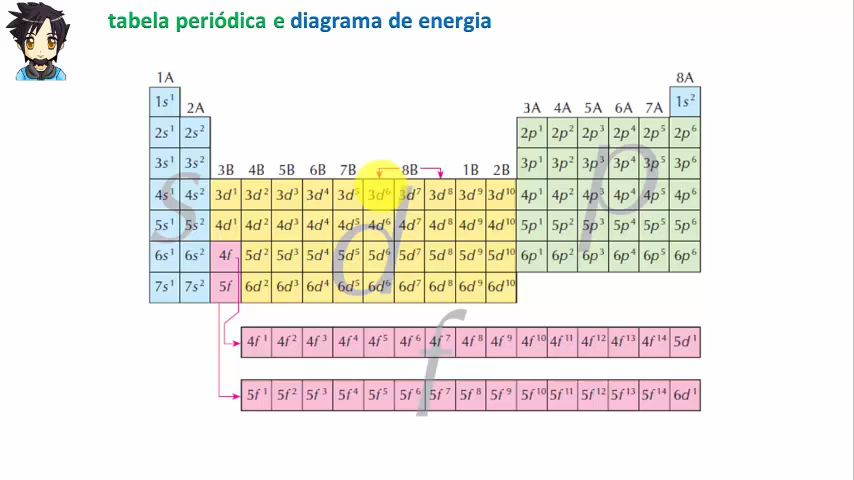 tabela periódica e diagrama de energia
1A 8A
1s¹ 2A 3A 4A 5A 6A 7A 1s²
2s¹ 2s² 2p¹ 2p² 2p³ 2p⁴ 2p⁵ 2p⁶
3s¹ 3s² 3B 4B 5B 6B 7B 8B 1B 2B 3p¹ 3p² 3p³ 3p⁴ 3p⁵ 3p⁶
4s¹ 4s² 3d¹ 3d² 3d³ 3d⁴ 3d⁵ 3d⁶ 3d⁷ 3d⁸ 3d⁹ 3d¹⁰ 4p¹ 4p² 4p³ 4p⁴ 4p⁵ 4p⁶
5s¹ 5s² 4d¹ 4d² 4d³ 4d⁴ 4d⁵ 4d⁶ 4d⁷ 4d⁸ 4d⁹ 4d¹⁰ 5p¹ 5p² 5p³ 5p⁴ 5p⁵ 5p⁶
6s¹ 6s² 4f 5d² 5d³ 5d⁴ 5d⁵ 5d⁶ 5d⁷ 5d⁸ 5d⁹ 5d¹⁰ 6p¹ 6p² 6p³ 6p⁴ 6p⁵ 6p⁶
7s¹ 7s² 5f 6d² 6d³ 6d⁴ 6d⁵ 6d⁶ 6d⁷ 6d⁸ 6d⁹ 6d¹⁰
s d p
4f¹ 4f² 4f³ 4f⁴ 4f⁵ 4f⁶ 4f⁷ 4f⁸ 4f⁹ 4f¹⁰ 4f¹¹ 4f¹² 4f¹³ 4f¹⁴ 5d¹
f
5f¹ 5f² 5f³ 5f⁴ 5f⁵ 5f⁶ 5f⁷ 5f⁸ 5f⁹ 5f¹⁰ 5f¹¹ 5f¹² 5f¹³ 5f¹⁴ 6d¹